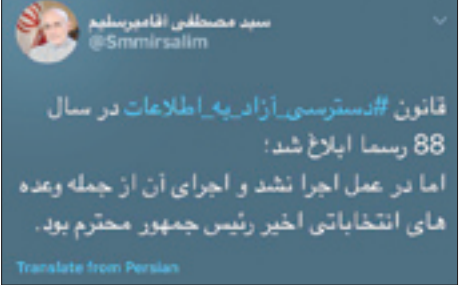 سید مصطفی آقامیرسلیم
@Smmirsalim
قانون #دسترسی_آزاد_به_اطلاعات در سال
88 رسما ابلاغ شد؛
اما در عمل اجرا نشد و اجرای آن از جمله وعده
های انتخاباتی اخیر رئیس جمهور محترم بود.
Translate from Persian